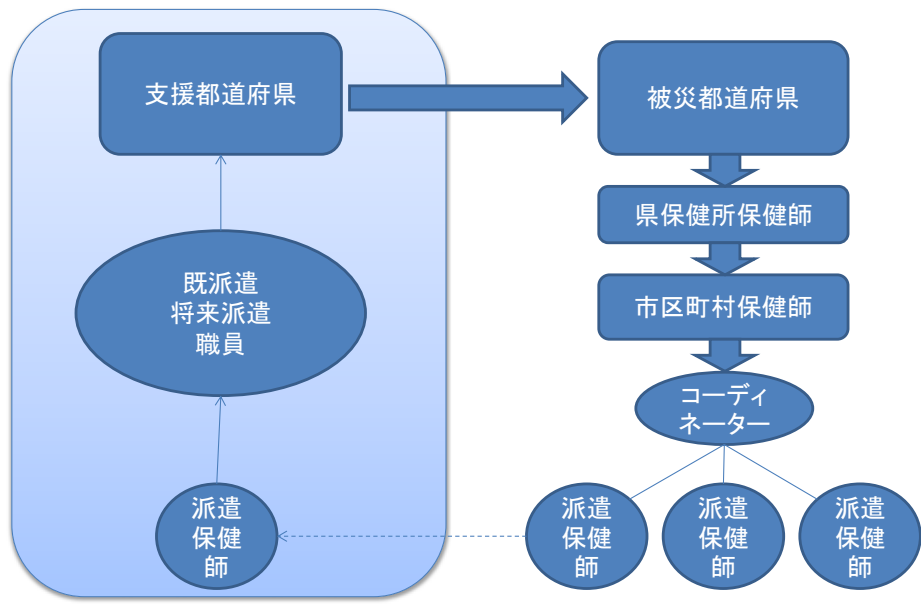 支援都道府県
被災都道府県
県保健所保健師
既派遣
将来派遣
職員
市区町村保健師
コーディ
ネーター
派遣
保健
師
派遣
保健
師
派遣
保健
師
派遣
保健
師